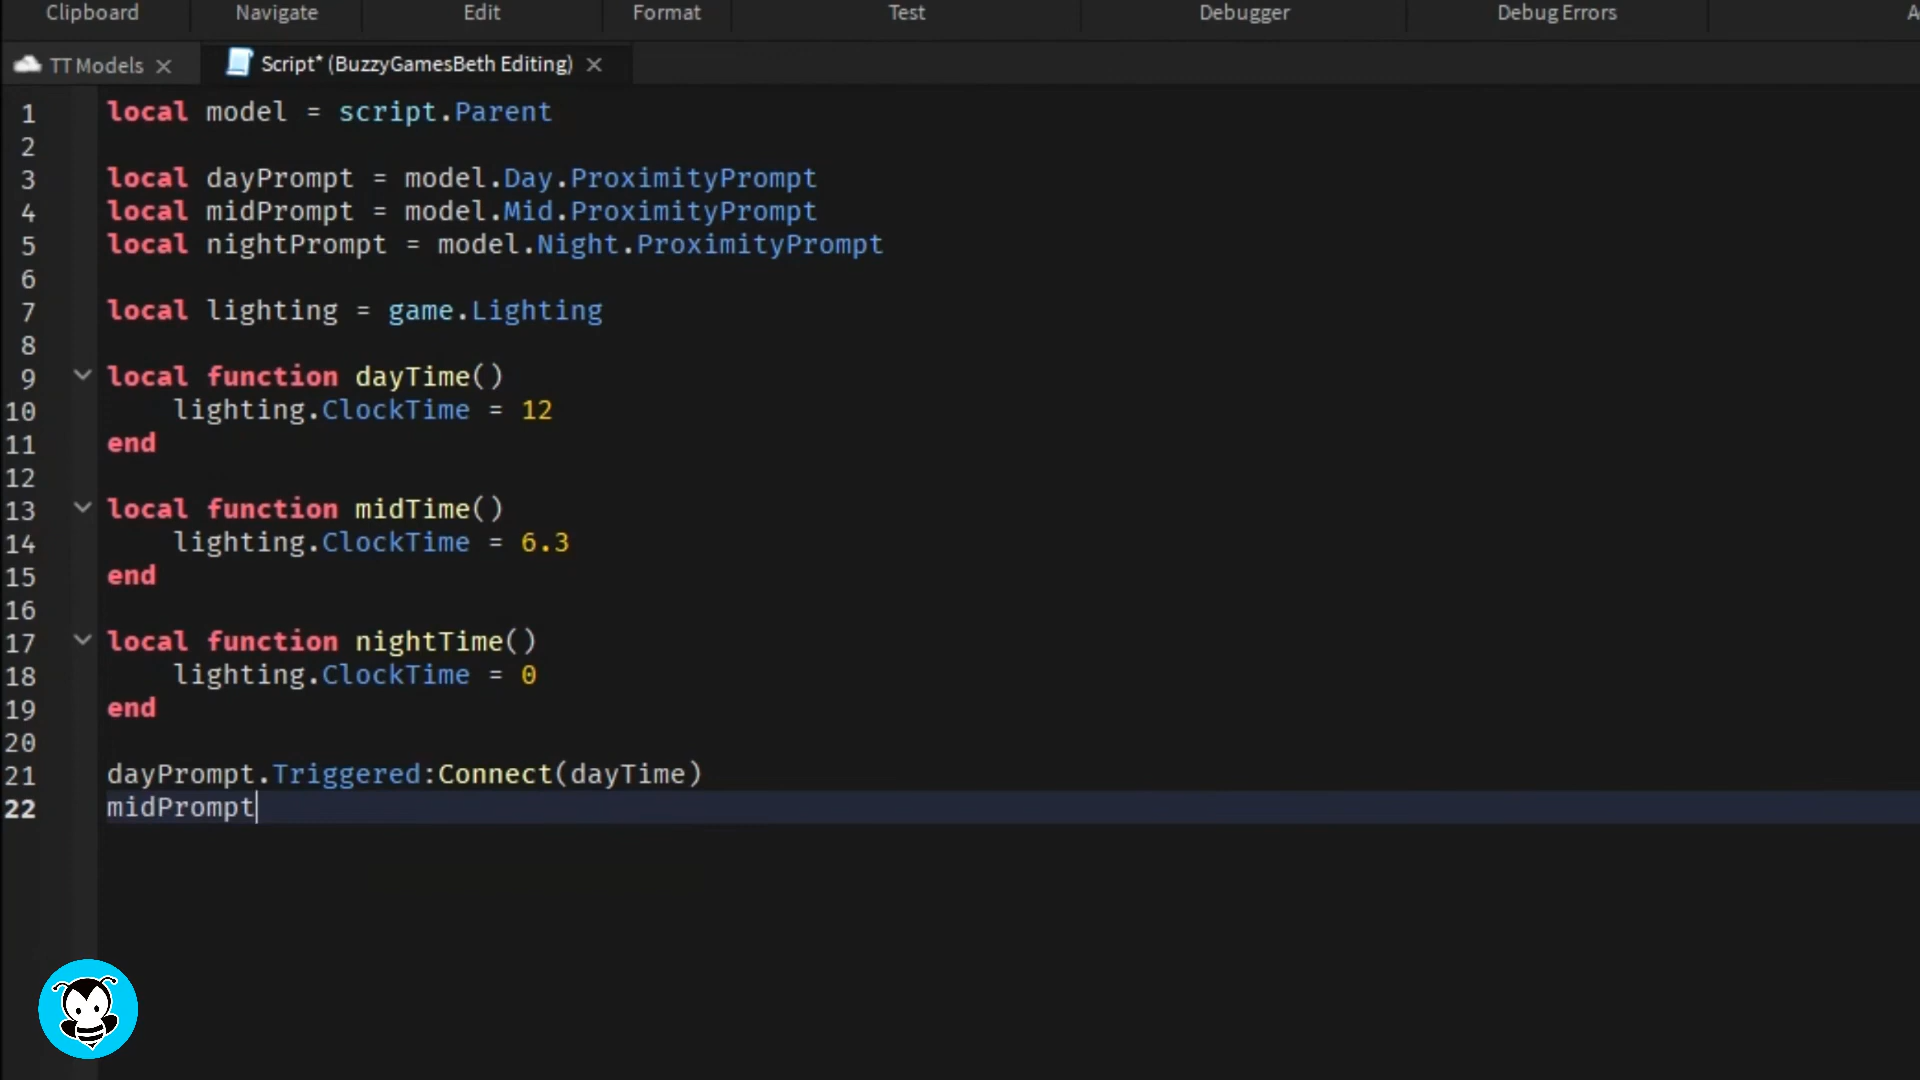 Clipboard Navigate Edit Format Test Debugger Debug Errors A
TT Models Script* (BuzzyGamesBeth Editing)
1 local model = script.Parent
2
3 local dayPrompt = model.Day.ProximityPrompt
4 local midPrompt = model.Mid.ProximityPrompt
5 local nightPrompt = model.Night.ProximityPrompt
6
7 local lighting = game.Lighting
8
9 local function dayTime()
10     lighting.ClockTime = 12
11 end
12
13 local function midTime()
14     lighting.ClockTime = 6.3
15 end
16
17 local function nightTime()
18     lighting.ClockTime = 0
19 end
20
21 dayPrompt.Triggered:Connect(dayTime)
22 midPrompt